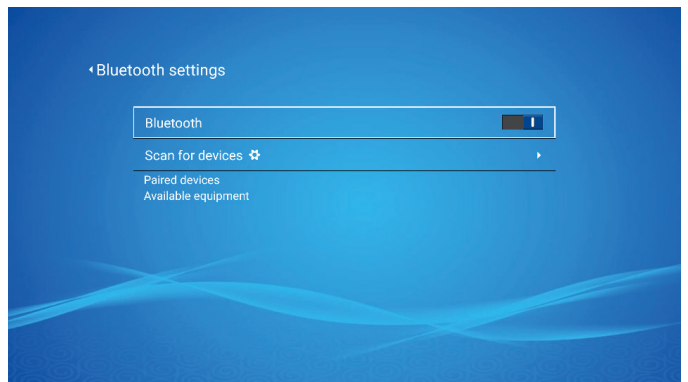 Bluetooth settings
Bluetooth
Scan for devices
Paired devices
Available equipment